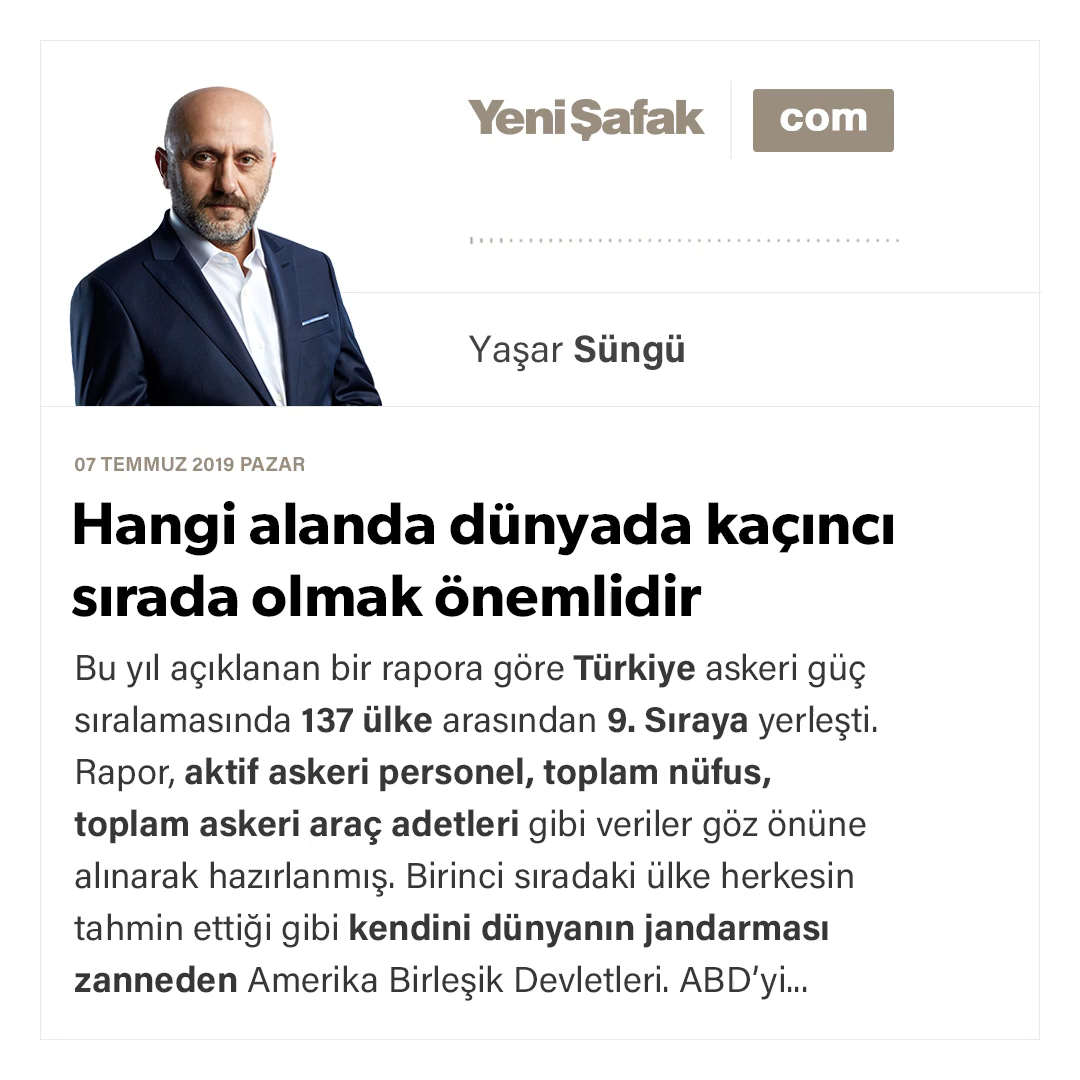 YeniŞafak com
Yaşar Süngü
07 TEMMUZ 2019 PAZAR
Hangi alanda dünyada kaçıncı
sırada olmak önemlidir
Bu yıl açıklanan bir rapora göre Türkiye askeri güç
sıralamasında 137 ülke arasından 9. Sıraya yerleşti.
Rapor, aktif askeri personel, toplam nüfus,
toplam askeri araç adetleri gibi veriler göz önüne
alınarak hazırlanmış. Birinci sıradaki ülke herkesin
tahmin ettiği gibi kendini dünyanın jandarması
zanneden Amerika Birleşik Devletleri. ABD’yi...